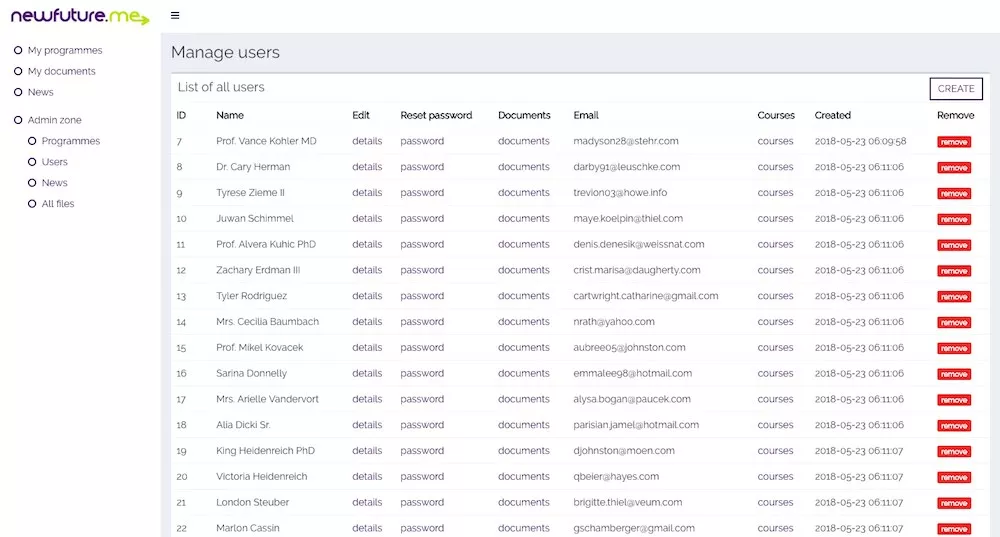 newfuture.me
My programmes
My documents
News
Admin zone
Programmes
Users
News
All files
Manage users
List of all users
CREATE
ID Name Edit Reset password Documents Email Courses Created Remove
7 Prof. Vance Kohler MD details password documents madyson28@stehr.com courses 2018-05-23 06:09:58 remove
8 Dr. Cary Herman details password documents darby91@leuschke.com courses 2018-05-23 06:11:06 remove
9 Tyrese Zieme II details password documents trevion03@howe.info courses 2018-05-23 06:11:06 remove
10 Juwan Schimmel details password documents maye.koelpin@thiel.com courses 2018-05-23 06:11:06 remove
11 Prof. Alvera Kuhic PhD details password documents denis.denesik@weissnat.com courses 2018-05-23 06:11:06 remove
12 Zachary Erdman III details password documents crist.marisa@daugherty.com courses 2018-05-23 06:11:06 remove
13 Tyler Rodriguez details password documents cartwright.catharine@gmail.com courses 2018-05-23 06:11:06 remove
14 Mrs. Cecilia Baumbach details password documents nrath@yahoo.com courses 2018-05-23 06:11:06 remove
15 Prof. Mikel Kovacek details password documents aubree05@johnston.com courses 2018-05-23 06:11:06 remove
16 Sarina Donnelly details password documents emmalee98@hotmail.com courses 2018-05-23 06:11:06 remove
17 Mrs. Arielle Vandervort details password documents alysa.bogan@paucek.com courses 2018-05-23 06:11:06 remove
18 Alia Dicki Sr. details password documents parisian.jamel@hotmail.com courses 2018-05-23 06:11:06 remove
19 King Heidenreich PhD details password documents djohnston@moen.com courses 2018-05-23 06:11:07 remove
20 Victoria Heidenreich details password documents qbeier@hayes.com courses 2018-05-23 06:11:07 remove
21 London Steuber details password documents brigitte.thiel@veum.com courses 2018-05-23 06:11:07 remove
22 Marlon Cassin details password documents gschamberger@gmail.com courses 2018-05-23 06:11:07 remove